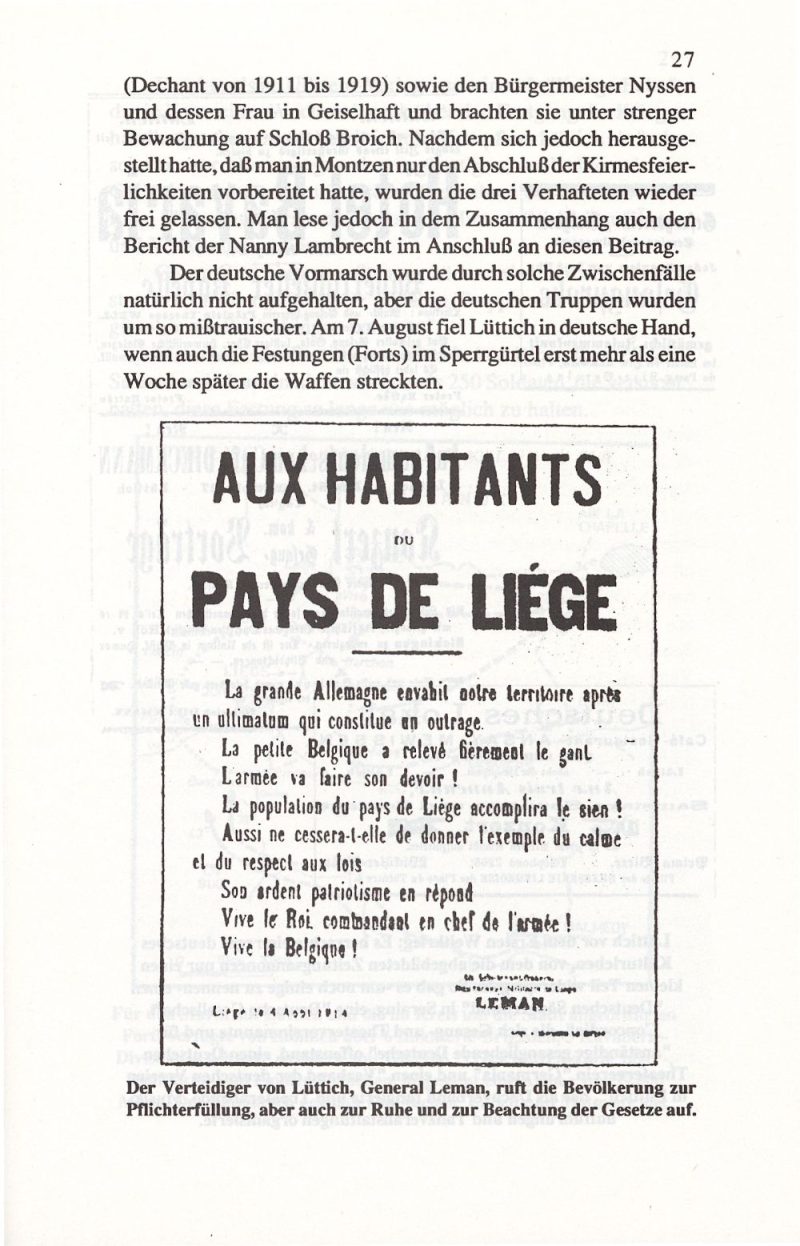 27
(Dechant von 1911 bis 1919) sowie den Bürgermeister Nyssen
und dessen Frau in Geiselhaft und brachten sie unter strenger
Bewachung auf Schloß Broich. Nachdem sich jedoch herausge-
stellt hatte, daß man in Montzen nur den Abschluß der Kirmesfeier-
lichkeiten vorbereitet hatte, wurden die drei Verhafteten wieder
frei gelassen. Man lese jedoch in dem Zusammenhang auch den
Bericht der Nanny Lambrecht im Anschluß an diesen Beitrag.
Der deutsche Vormarsch wurde durch solche Zwischenfälle
natürlich nicht aufgehalten, aber die deutschen Truppen wurden
um so mißtrauischer. Am 7. August fiel Lüttich in deutsche Hand,
wenn auch die Festungen (Forts) im Sperrgürtel erst mehr als eine
Woche später die Waffen streckten.
AUX HABITANTS
DU
PAYS DE LIÉGE
La grande Allemagne envahit notre territoire après
un ultimatum qui constitue un outrage.
La petite Belgique a relevé fièrement le gant
L'armée va faire son devoir !
La population du pays de Liége accomplira le sien !
Aussi ne cessera-t-elle de donner l'exemple du calme
et du respect aux lois
Son ardent patriotisme en répond
Vive le Roi, commandant en chef de l'armée !
Vive la Belgique !
LEMAN.
Liége le 4 Août 1914
Der Verteidiger von Lüttich, General Leman, ruft die Bevölkerung zur
Pflichterfüllung, aber auch zur Ruhe und zur Beachtung der Gesetze auf.